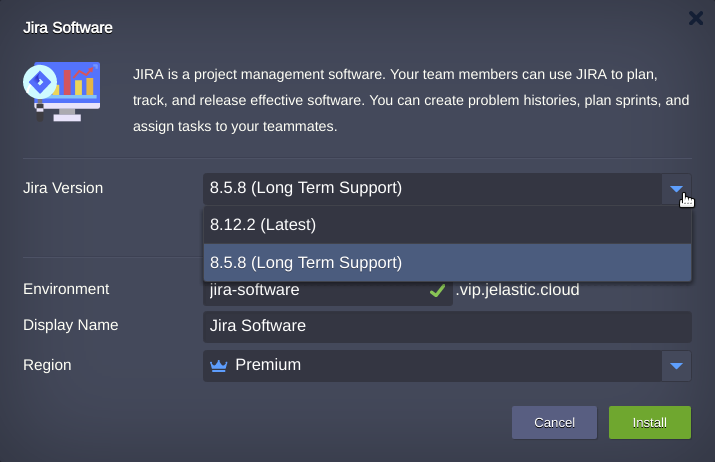 Jira Software
JIRA is a project management software. Your team members can use JIRA to plan,
track, and release effective software. You can create problem histories, plan sprints, and
assign tasks to your teammates.
Jira Version
8.5.8 (Long Term Support)
8.12.2 (Latest)
8.5.8 (Long Term Support)
Environment
jira-software
.vip.jelastic.cloud
Display Name
Jira Software
Region
Premium
Cancel
Install